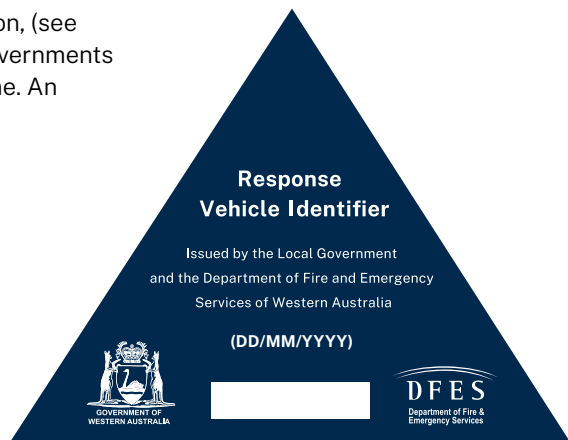 on, (see
vernments
ne. An
Response
Vehicle Identifier
Issued by the Local Government
and the Department of Fire and Emergency
Services of Western Australia
(DD/MM/YYYY)
GOVERNMENT OF
WESTERN AUSTRALIA
DFES
Department of Fire &
Emergency Services